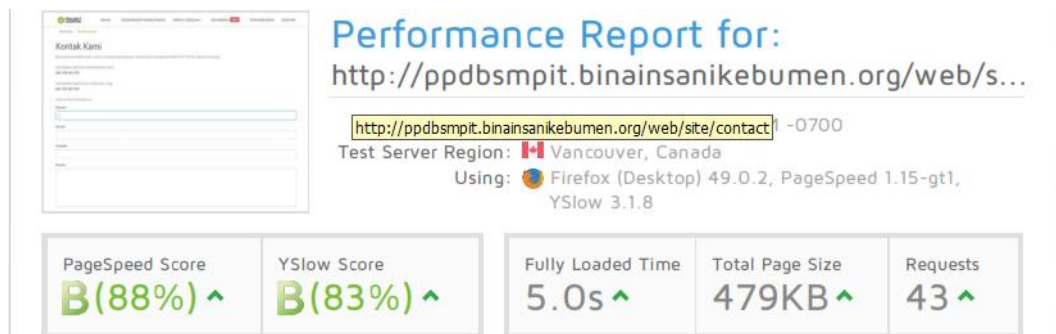 Performance Report for:
http://ppdbsmpit.binainsanikebumen.org/web/s...
http://ppdbsmpit.binainsanikebumen.org/web/site/contact
-0700
Test Server Region: Vancouver, Canada
Using: Firefox (Desktop) 49.0.2, PageSpeed 1.15-gt1,
YSlow 3.1.8
Kontak Kami
PageSpeed Score
B(88%)
YSlow Score
B(83%)
Fully Loaded Time
5.0s
Total Page Size
479KB
Requests
43